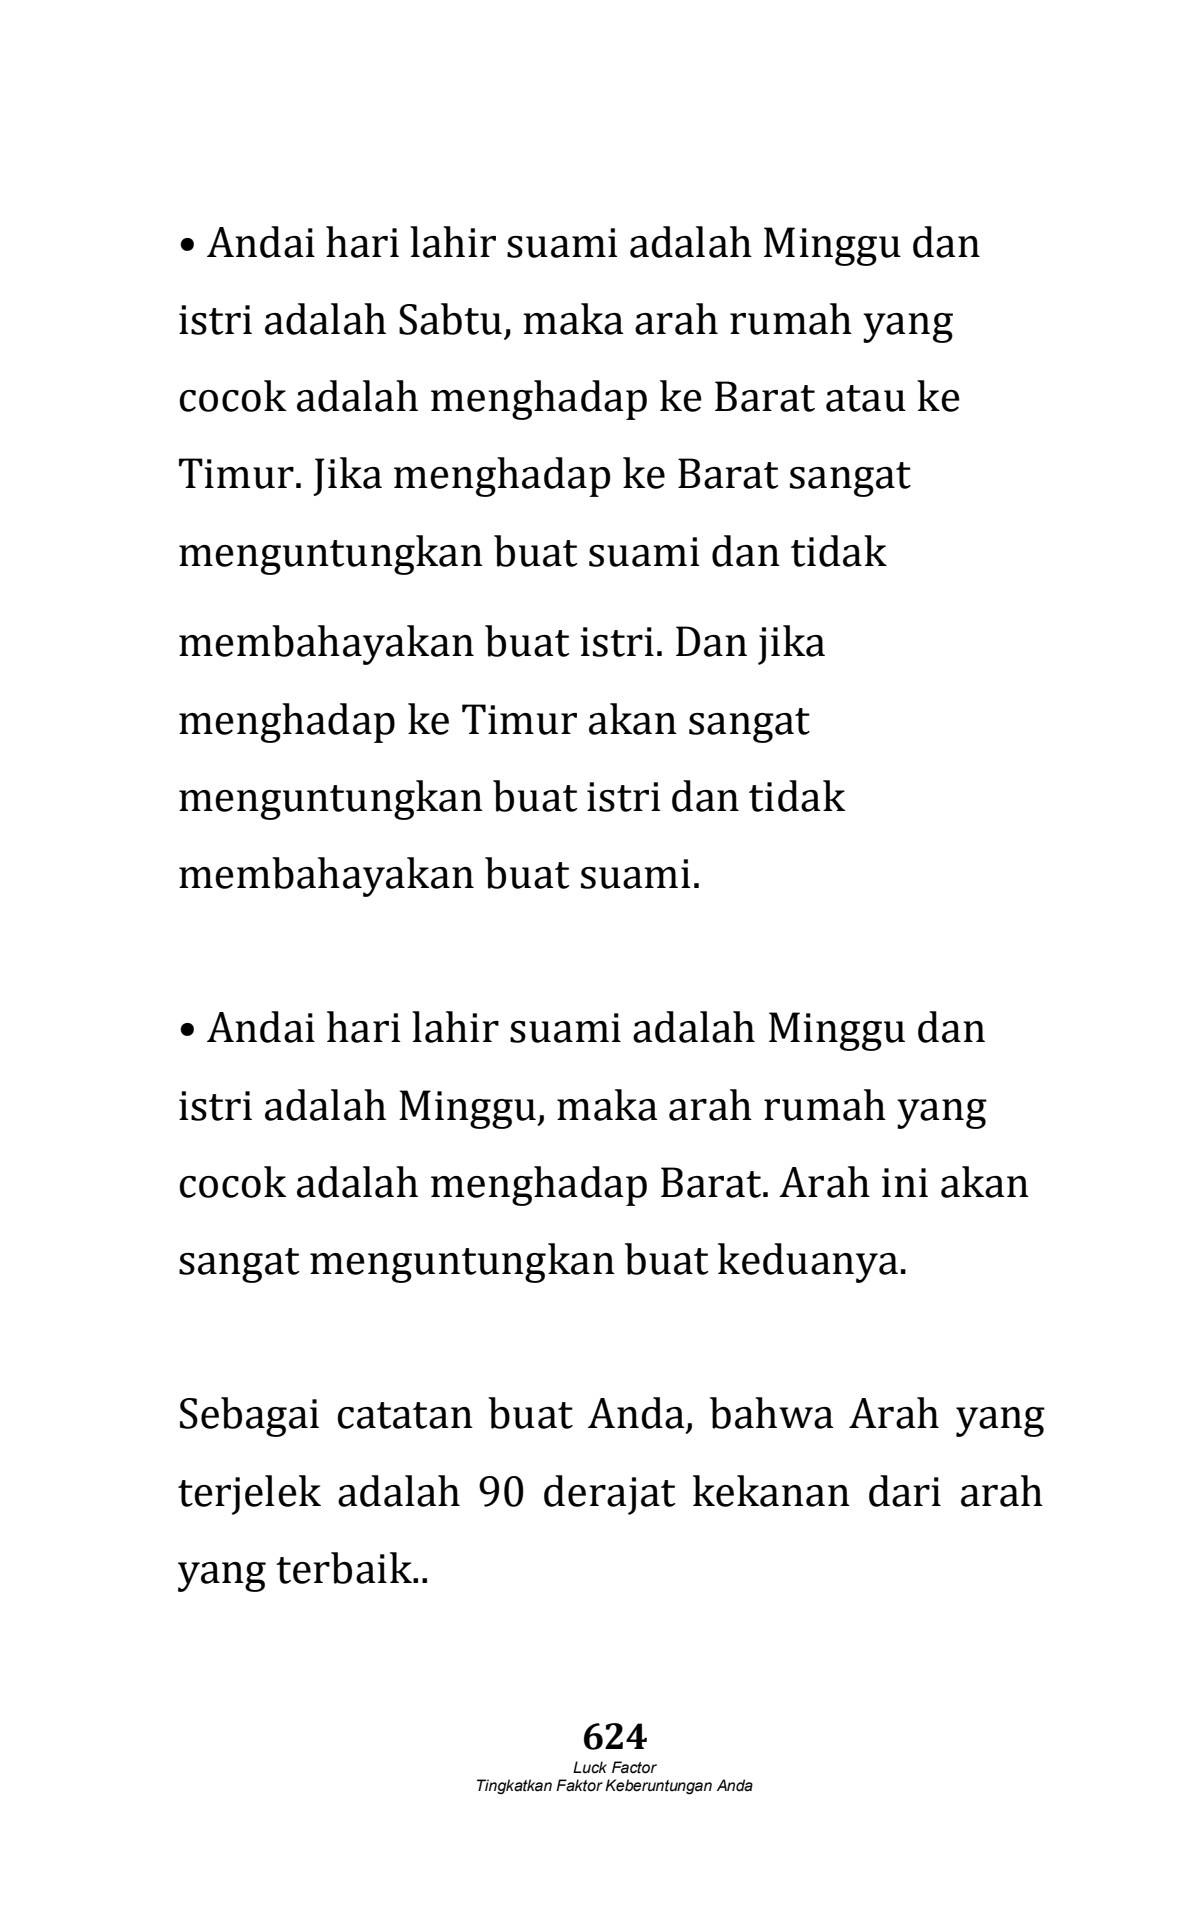 • Andai hari lahir suami adalah Minggu dan
istri adalah Sabtu, maka arah rumah yang
cocok adalah menghadap ke Barat atau ke
Timur. Jika menghadap ke Barat sangat
menguntungkan buat suami dan tidak
membahayakan buat istri. Dan jika
menghadap ke Timur akan sangat
menguntungkan buat istri dan tidak
membahayakan buat suami.
• Andai hari lahir suami adalah Minggu dan
istri adalah Minggu, maka arah rumah yang
cocok adalah menghadap Barat. Arah ini akan
sangat menguntungkan buat keduanya.
Sebagai catatan buat Anda, bahwa Arah yang
terjelek adalah 90 derajat kekanan dari arah
yang terbaik..
624
Luck Factor
Tingkatkan Faktor Keberuntungan Anda